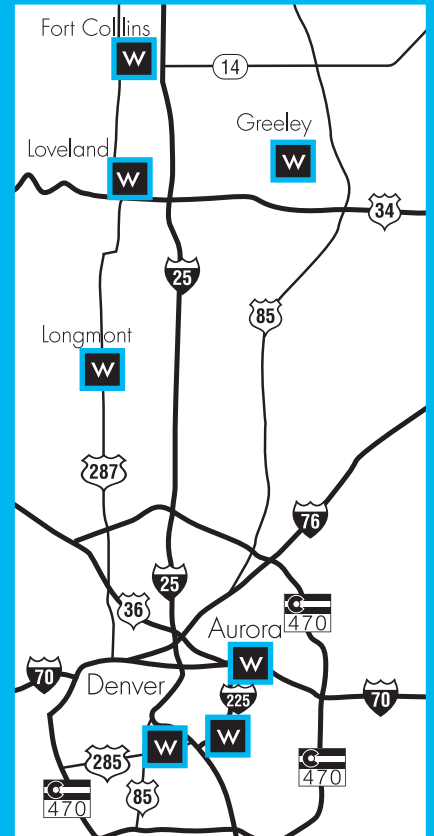 Fort Collins
W
14
Greeley
Loveland
W
W
34
25
85
Longmont
W
287
76
25
36
470
Aurora
W
70
Denver
225
70
W
W
285
470
85
470